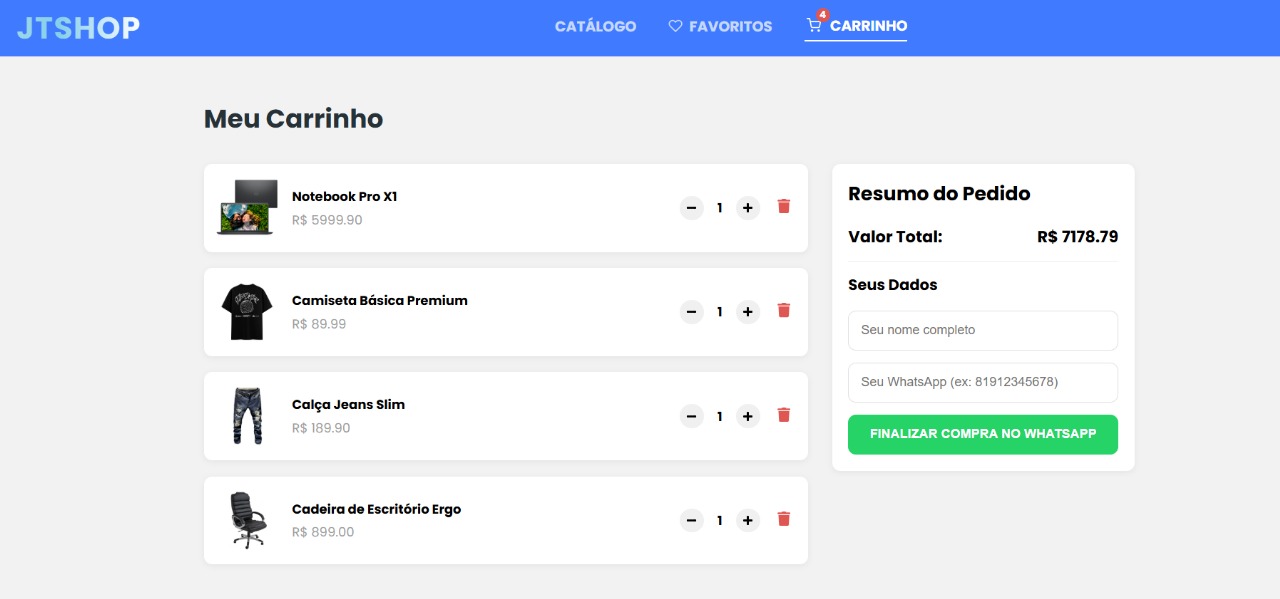 JTSHOP
CATÁLOGO
FAVORITOS
4
CARRINHO
Meu Carrinho
Notebook Pro X1
R$ 5999.90
1
Camiseta Básica Premium
R$ 89.99
1
Calça Jeans Slim
R$ 189.90
1
Cadeira de Escritório Ergo
R$ 899.00
1
Resumo do Pedido
Valor Total: R$ 7178.79
Seus Dados
Seu nome completo
Seu WhatsApp (ex: 81912345678)
FINALIZAR COMPRA NO WHATSAPP